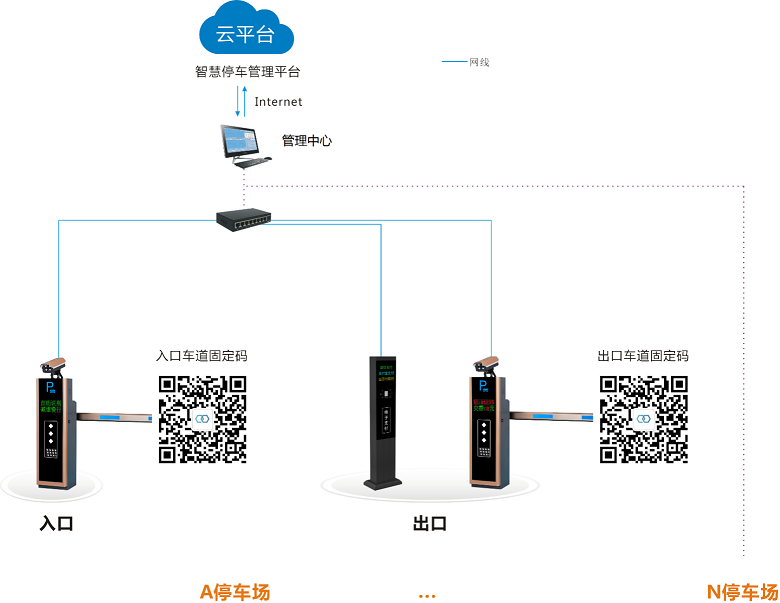 云平台
智慧停车管理平台
网线
Internet
管理中心
入口车道固定码
出口车道固定码
P
P
入口
出口
A停车场
...
N停车场